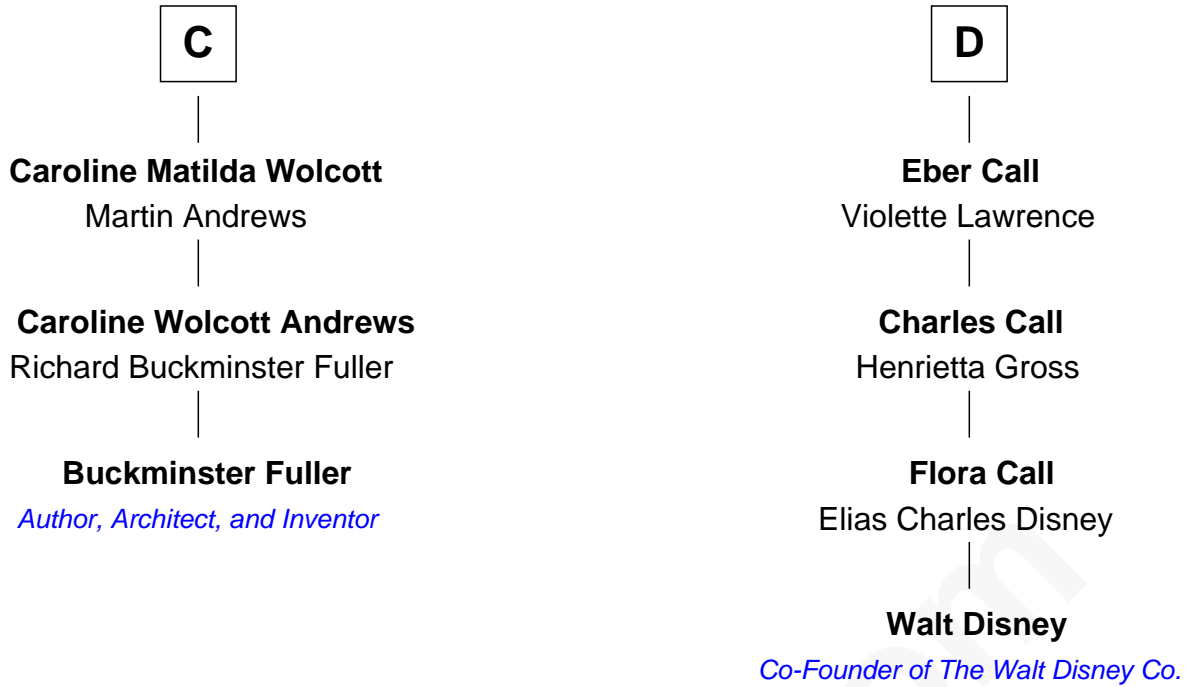 C
Caroline Matilda Wolcott
Martin Andrews
Caroline Wolcott Andrews
Richard Buckminster Fuller
Buckminster Fuller
Author, Architect, and Inventor
D
Eber Call
Violette Lawrence
Charles Call
Henrietta Gross
Flora Call
Elias Charles Disney
Walt Disney
Co-Founder of The Walt Disney Co.